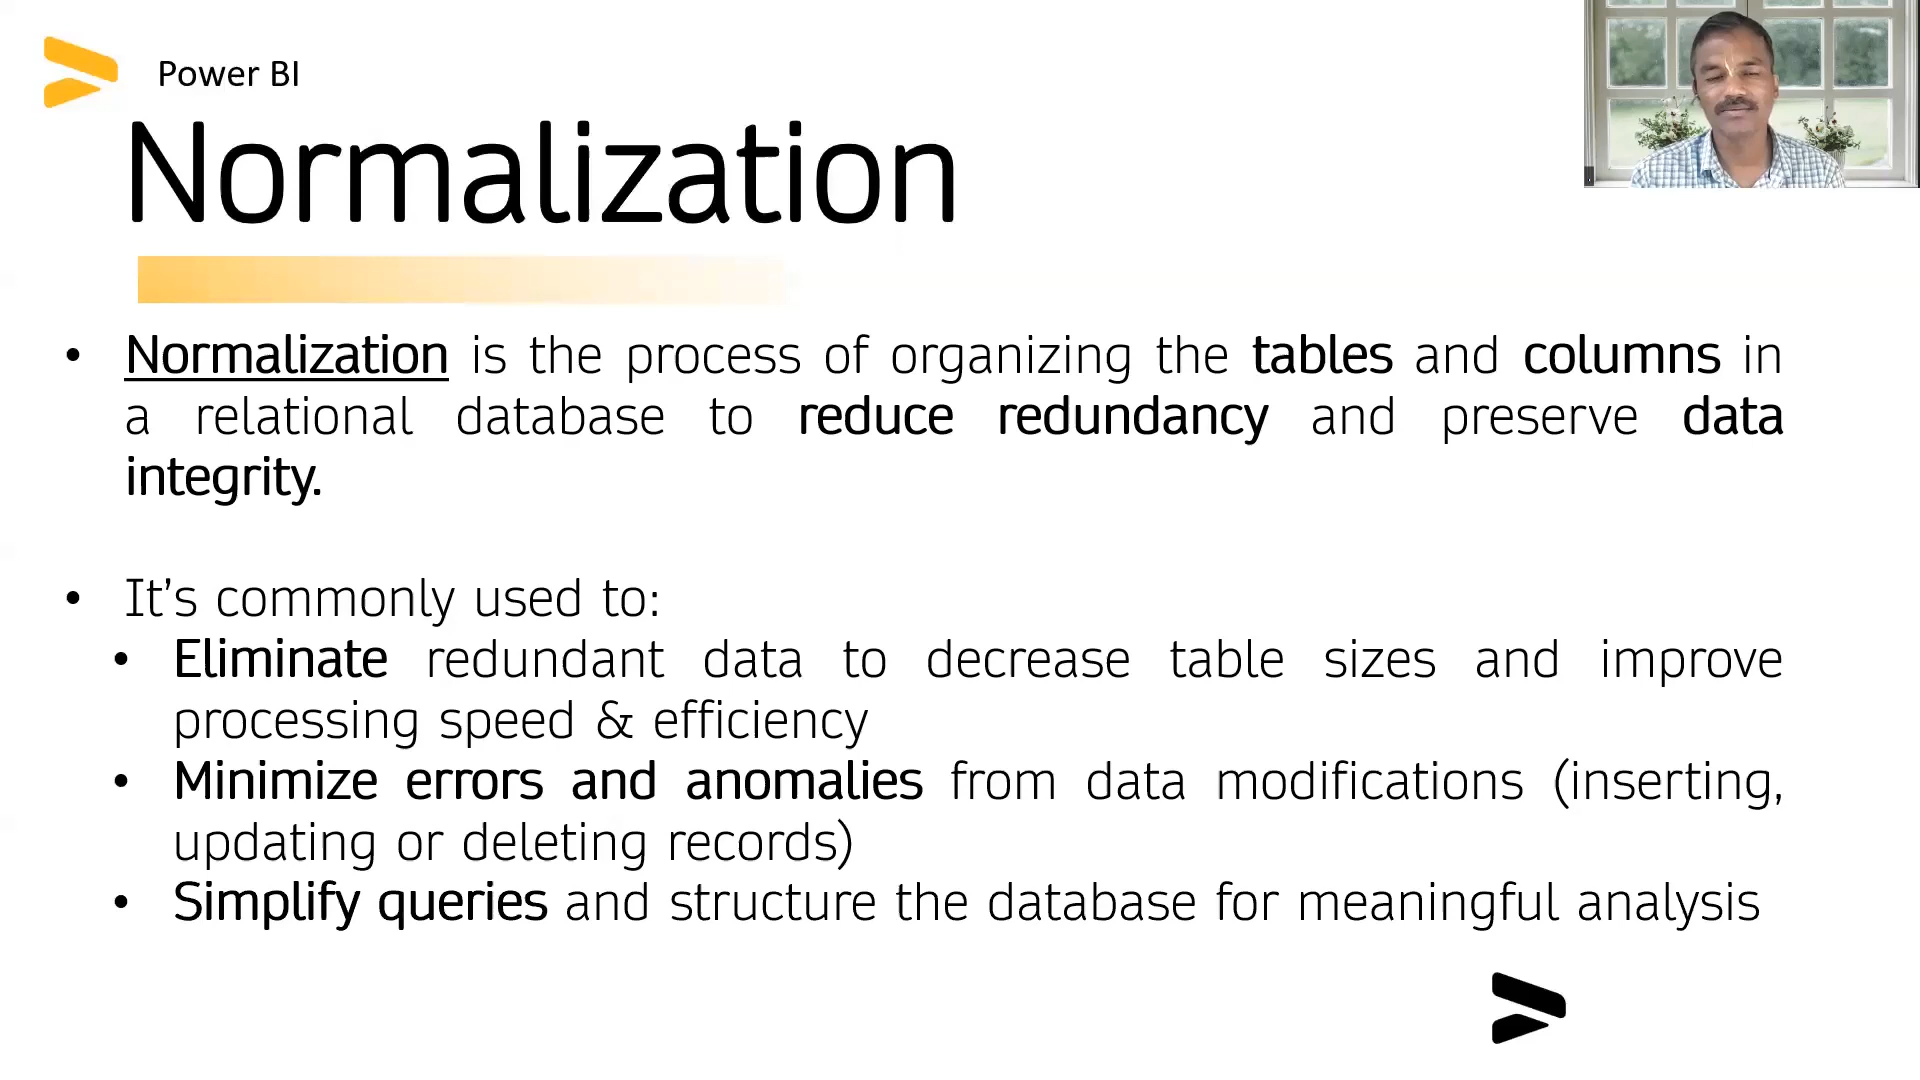 Power BI
Normalization
• Normalization is the process of organizing the tables and columns in
a relational database to reduce redundancy and preserve data
integrity.
• It’s commonly used to:
• Eliminate redundant data to decrease table sizes and improve
processing speed & efficiency
• Minimize errors and anomalies from data modifications (inserting,
updating or deleting records)
• Simplify queries and structure the database for meaningful analysis